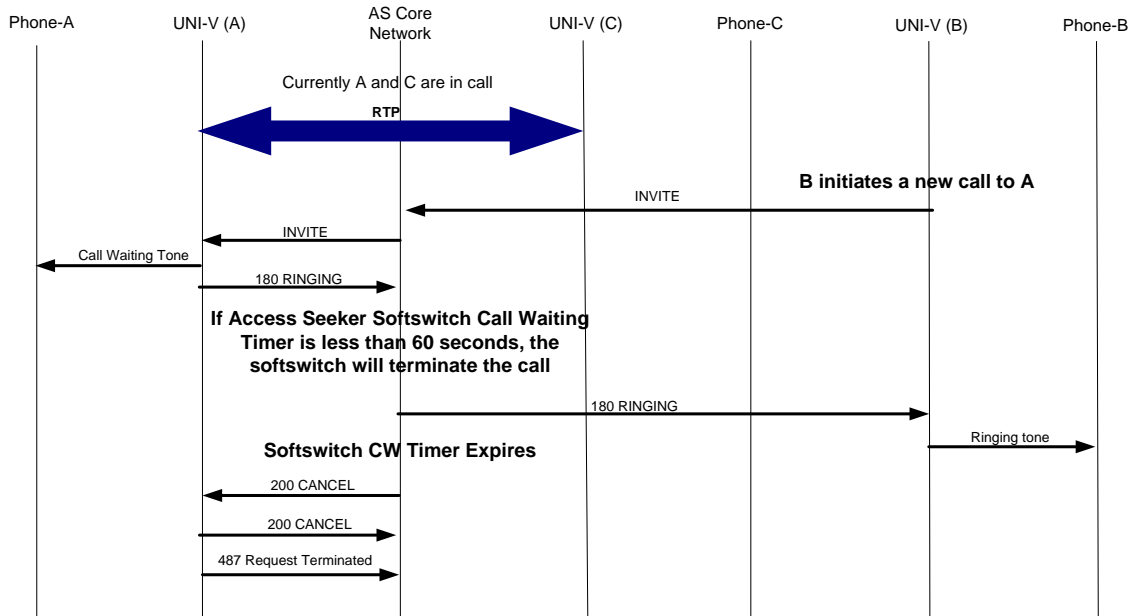 Phone-A
UNI-V (A)
AS Core
Network
UNI-V (C)
Phone-C
UNI-V (B)
Phone-B
Currently A and C are in call
RTP
B initiates a new call to A
INVITE
INVITE
Call Waiting Tone
180 RINGING
If Access Seeker Softswitch Call Waiting
Timer is less than 60 seconds, the
softswitch will terminate the call
180 RINGING
Ringing tone
Softswitch CW Timer Expires
200 CANCEL
200 CANCEL
487 Request Terminated